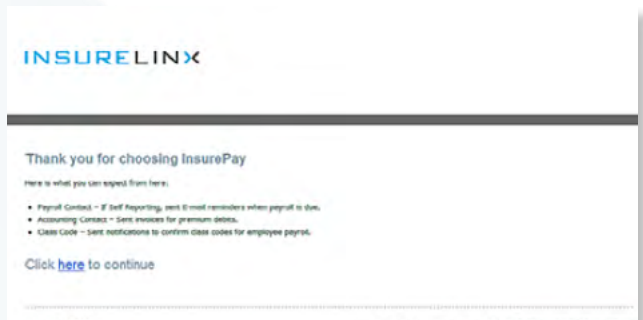 INSURELINX
Thank you for choosing InsurePay
Here is what you can expect from here:
• Payroll Contact – If Self Reporting, sent E-mail reminders when payroll is due.
• Accounting Contact – Sent invoices for premium debits.
• Class Code – Sent notifications to confirm class codes for employee payroll.
Click here to continue